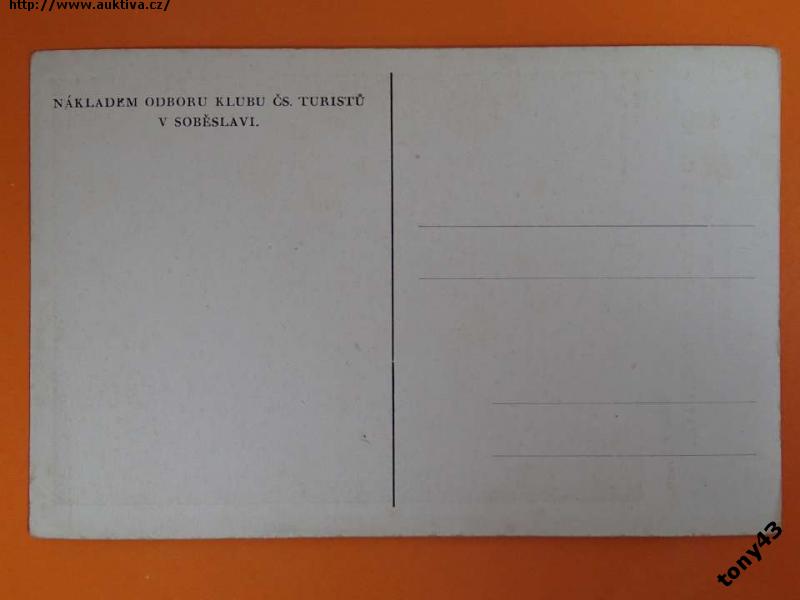 http://www.auktiva.cz/
NÁKLADEM ODBORU KLUBU ČS. TURISTŮ
V SOBĚSLAVI.
tony43